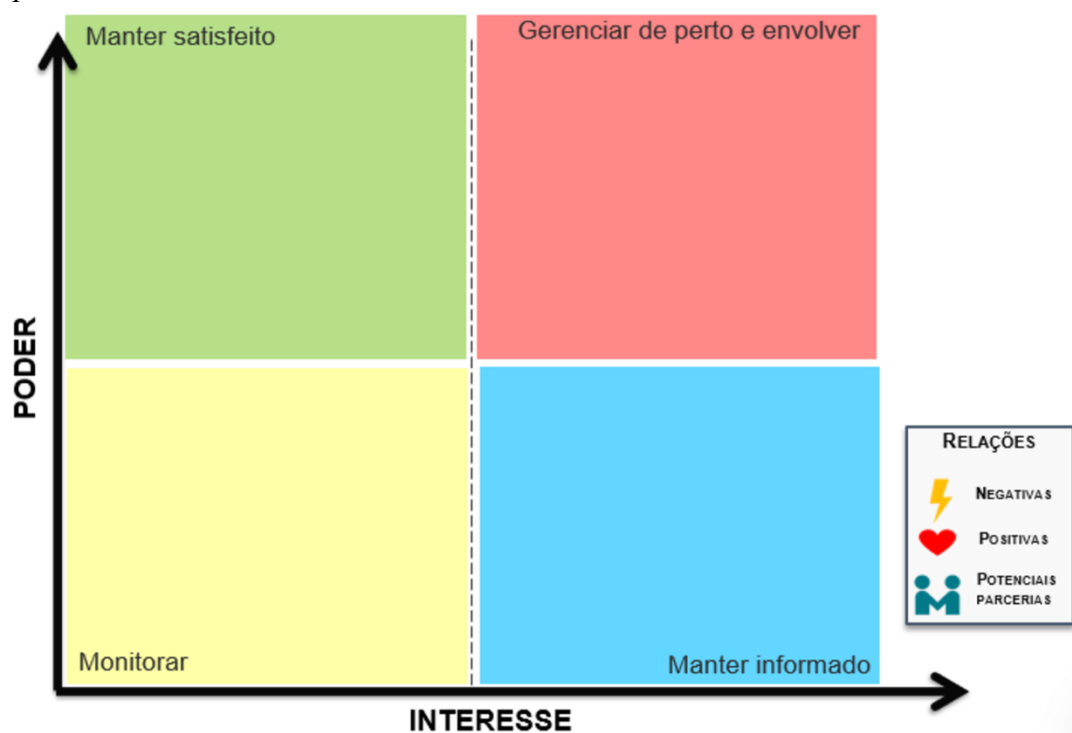 Manter satisfeito
Gerenciar de perto e envolver
PODER
RELAÇÕES
NEGATIVAS
POSITIVAS
POTENCIAIS
PARCERIAS
Monitorar
Manter informado
INTERESSE